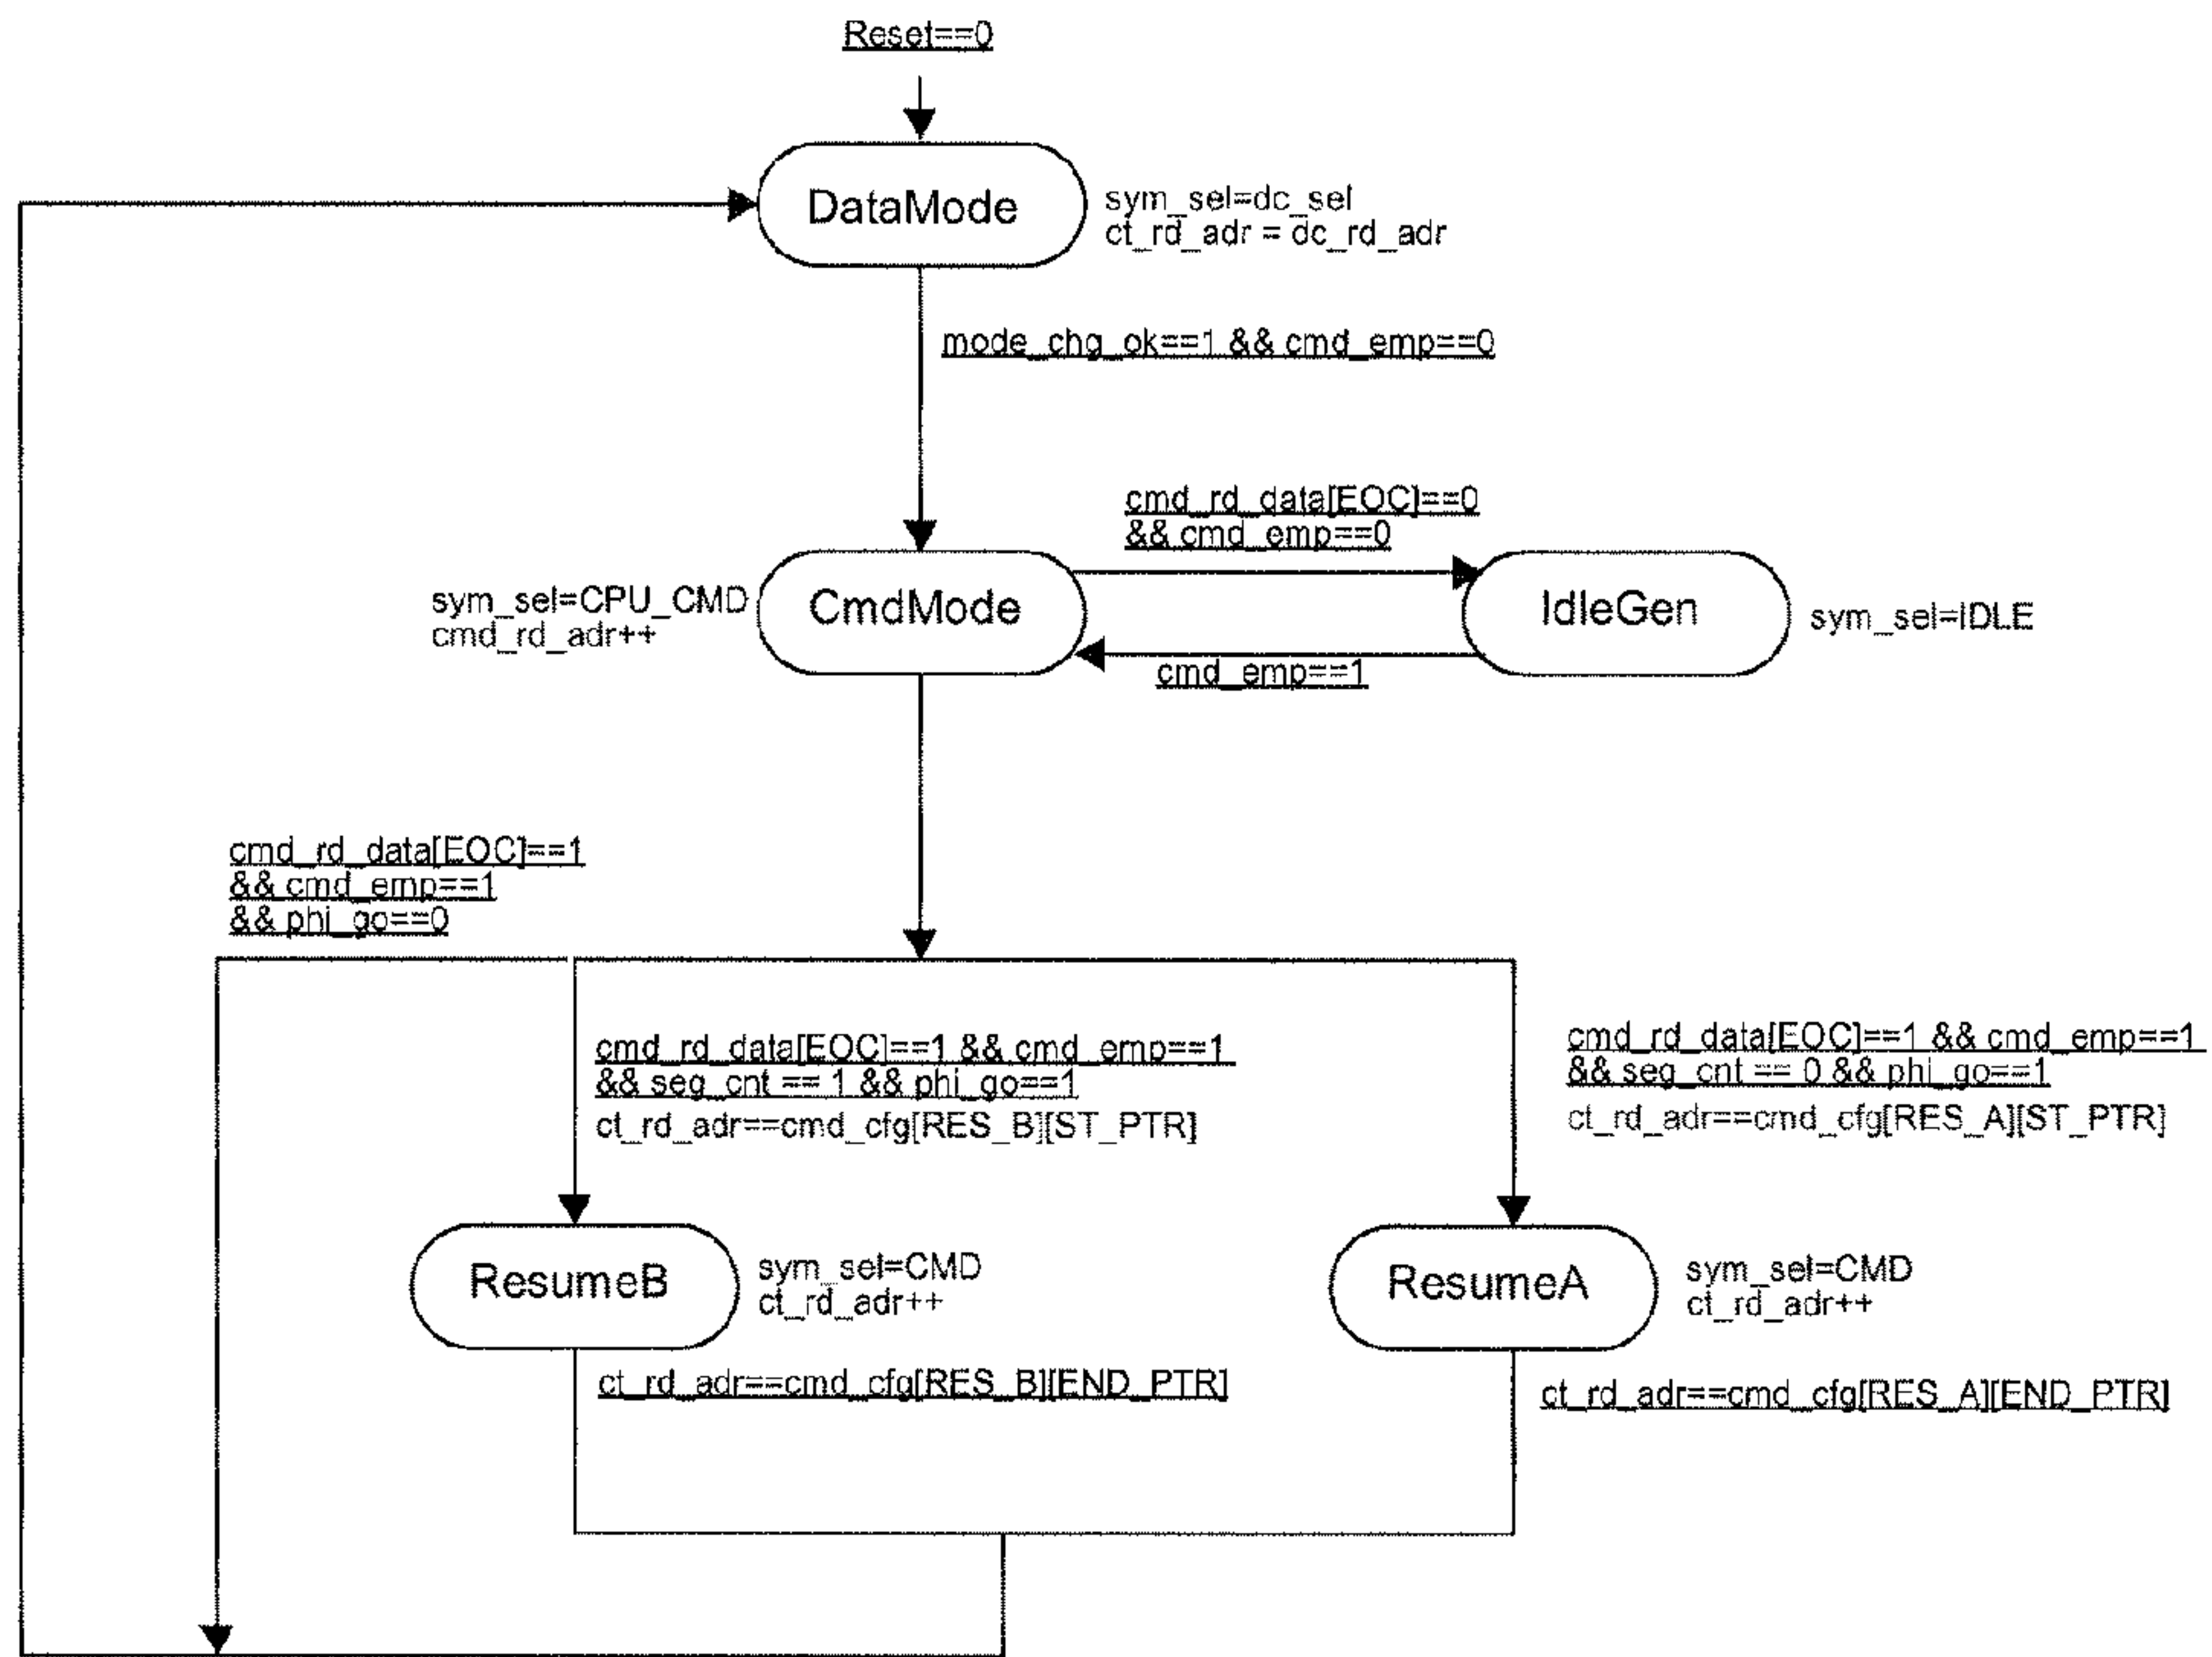 Reset==0
DataMode
sym_sel=dc_sel
ct_rd_adr = dc_rd_adr
mode_chg_ok==1 && cmd_emp==0
cmd_rd_data[EOC]==0
&& cmd_emp==0
sym_sel=CPU_CMD
cmd_rd_adr++
CmdMode
IdleGen
sym_sel=IDLE
cmd_emp==1
cmd_rd_data[EOC]==1
&& cmd_emp==1
&& phi_go==0
cmd_rd_data[EOC]==1 && cmd_emp==1
&& seg_cnt == 1 && phi_go==1
ct_rd_adr==cmd_cfg[RES_B][ST_PTR]
cmd_rd_data[EOC]==1 && cmd_emp==1
&& seg_cnt == 0 && phi_go==1
ct_rd_adr==cmd_cfg[RES_A][ST_PTR]
ResumeB
sym_sel=CMD
ct_rd_adr++
ResumeA
sym_sel=CMD
ct_rd_adr++
ct_rd_adr==cmd_cfg[RES_B][END_PTR]
ct_rd_adr==cmd_cfg[RES_A][END_PTR]